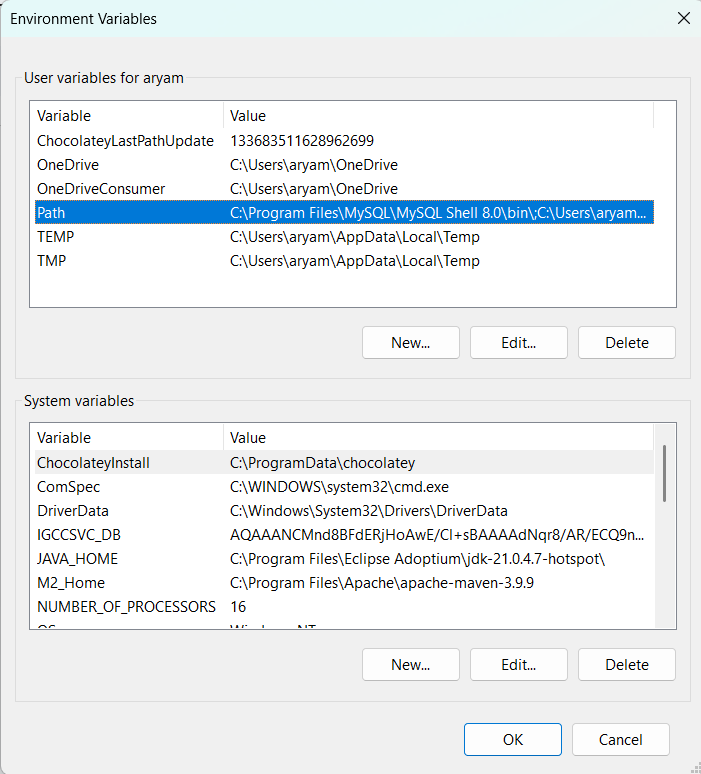 Environment Variables
User variables for aryam
Variable Value
ChocolateyLastPathUpdate 133683511628962699
OneDrive C:\Users\aryam\OneDrive
OneDriveConsumer C:\Users\aryam\OneDrive
Path C:\Program Files\MySQL\MySQL Shell 8.0\bin\;C:\Users\aryam...
TEMP C:\Users\aryam\AppData\Local\Temp
TMP C:\Users\aryam\AppData\Local\Temp
New... Edit... Delete
System variables
Variable Value
ChocolateyInstall C:\ProgramData\chocolatey
ComSpec C:\WINDOWS\system32\cmd.exe
DriverData C:\Windows\System32\Drivers\DriverData
IGCCSVC_DB AQAAANCMnd8BFdERjHoAwE/Cl+sBAAAAdNqr8/AR/ECQ9n...
JAVA_HOME C:\Program Files\Eclipse Adoptium\jdk-21.0.4.7-hotspot\
M2_Home C:\Program Files\Apache\apache-maven-3.9.9
NUMBER_OF_PROCESSORS 16
OS Windows_NT
New... Edit... Delete
OK Cancel